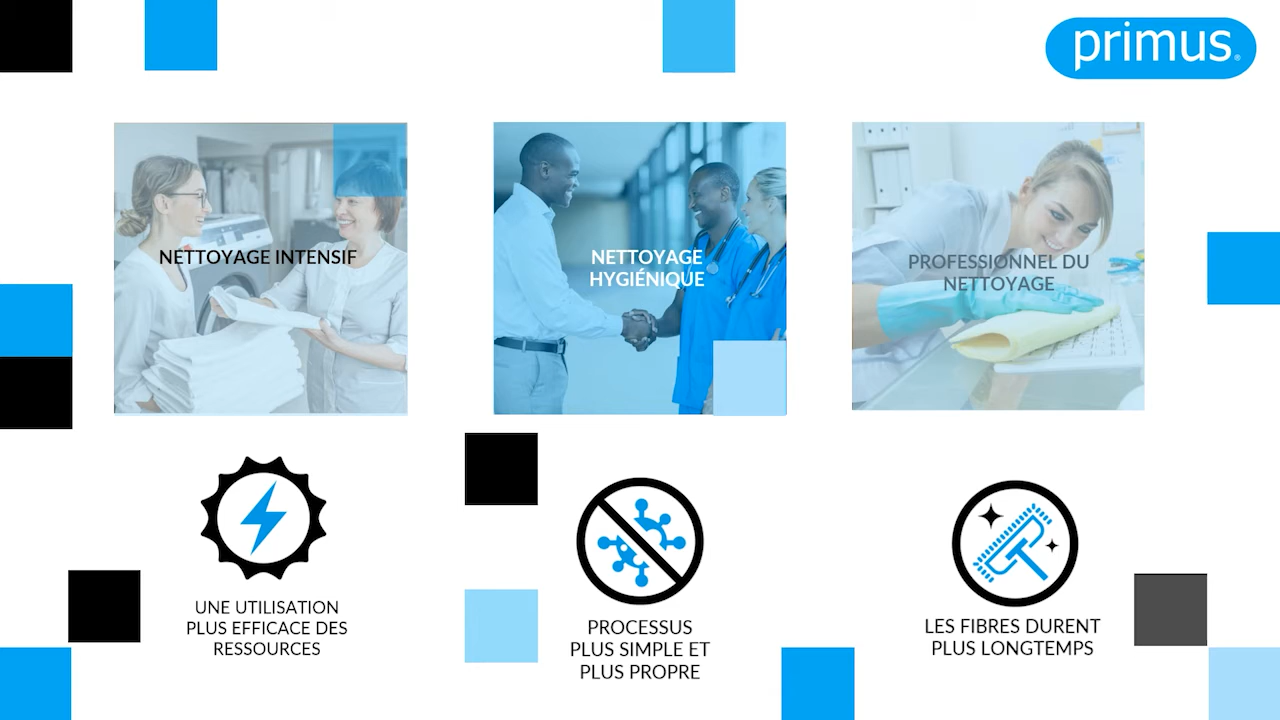 primus®
NETTOYAGE INTENSIF
NETTOYAGE
HYGIÉNIQUE
PROFESSIONNEL DU
NETTOYAGE
UNE UTILISATION
PLUS EFFICACE DES
RESSOURCES
PROCESSUS
PLUS SIMPLE ET
PLUS PROPRE
LES FIBRES DURENT
PLUS LONGTEMPS